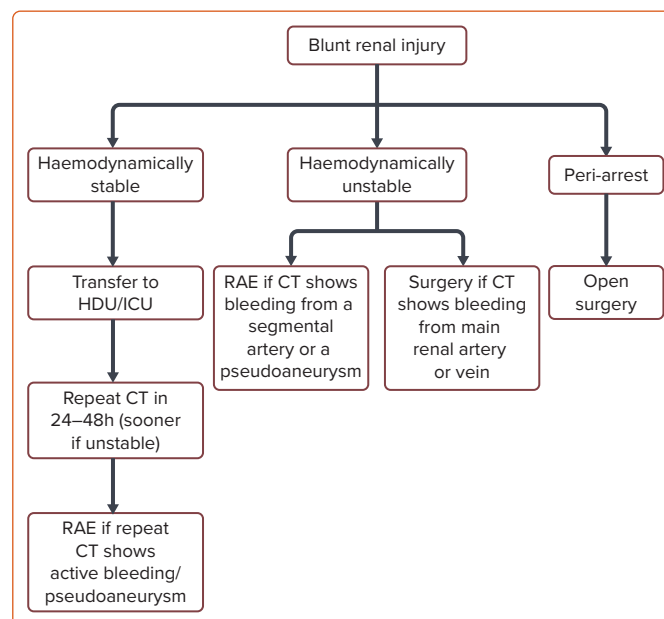 Blunt renal injury
Haemodynamically
stable
Haemodynamically
unstable
Peri-arrest
Transfer to
HDU/ICU
RAE if CT shows
bleeding from a
segmental
artery or a
pseudoaneurysm
Surgery if CT
shows bleeding
from main
renal artery
or vein
Open
surgery
Repeat CT in
24–48h (sooner
if unstable)
RAE if repeat
CT shows
active bleeding/
pseudoaneurysm